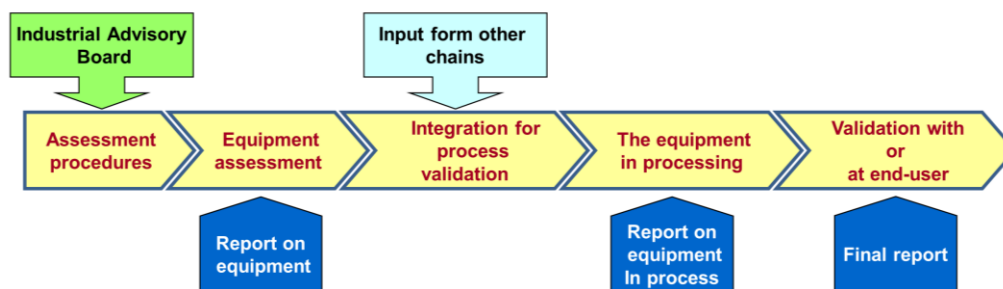 Industrial Advisory
Board
Input form other
chains
Assessment
procedures
Equipment
assessment
Integration for
process
validation
The equipment
in processing
Validation with
or
at end-user
Report on
equipment
Report on
equipment
In process
Final report